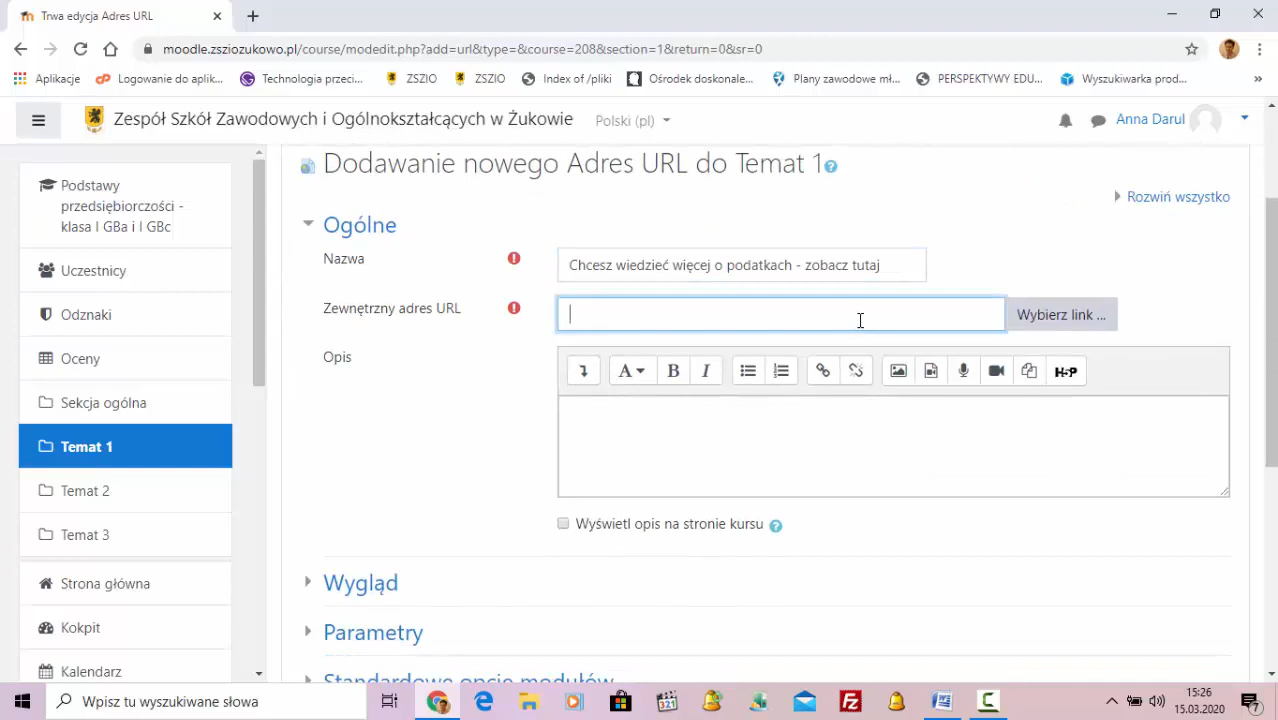 Trwa edycja Adres URL
moodle.zsziozukowo.pl/course/modedit.php?add=url&type=&course=208&section=1&return=0&sr=0
Aplikacje
Logowanie do aplik...
Technologia przeci...
ZSZIO
ZSZIO
Index of /pliki
Ośrodek doskonale...
Plany zawodowe mł...
PERSPEKTYWY EDU...
Wyszukiwarka prod...
»
Zespół Szkół Zawodowych i Ogólnokształcących w Żukowie
Polski (pl)
Anna Darul
Podstawy
przedsiębiorczości -
klasa I GBa i I GBc
Uczestnicy
Odznaki
Oceny
Sekcja ogólna
Temat 1
Temat 2
Temat 3
Strona główna
Kokpit
Kalendarz
Dodawanie nowego Adres URL do Temat 1
Rozwiń wszystko
Ogólne
Nazwa
Chcesz wiedzieć więcej o podatkach - zobacz tutaj
Zewnętrzny adres URL
Wybierz link ...
Opis
A
B
I
H-P
Wyświetl opis na stronie kursu
Wygląd
Parametry
Standardowe opcje modułów
Wpisz tu wyszukiwane słowa
321
15:26
15.03.2020
7